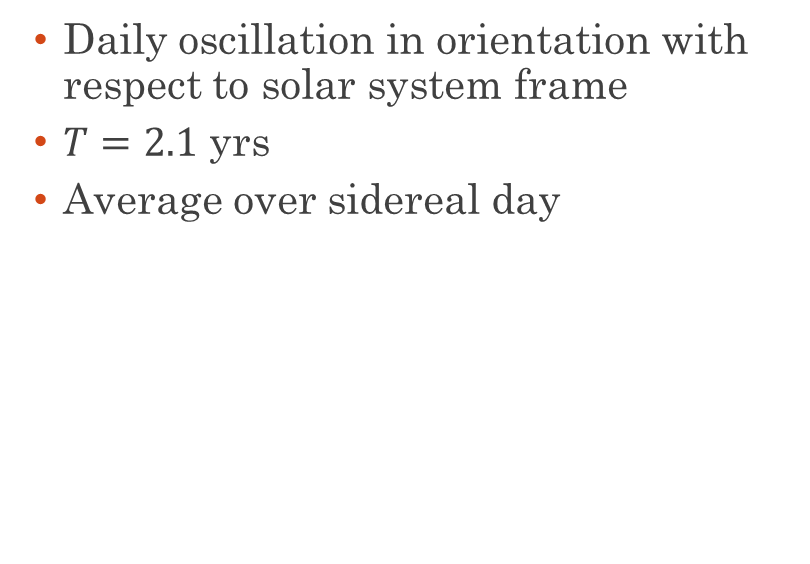 • Daily oscillation in orientation with
respect to solar system frame
• T = 2.1 yrs
• Average over sidereal day